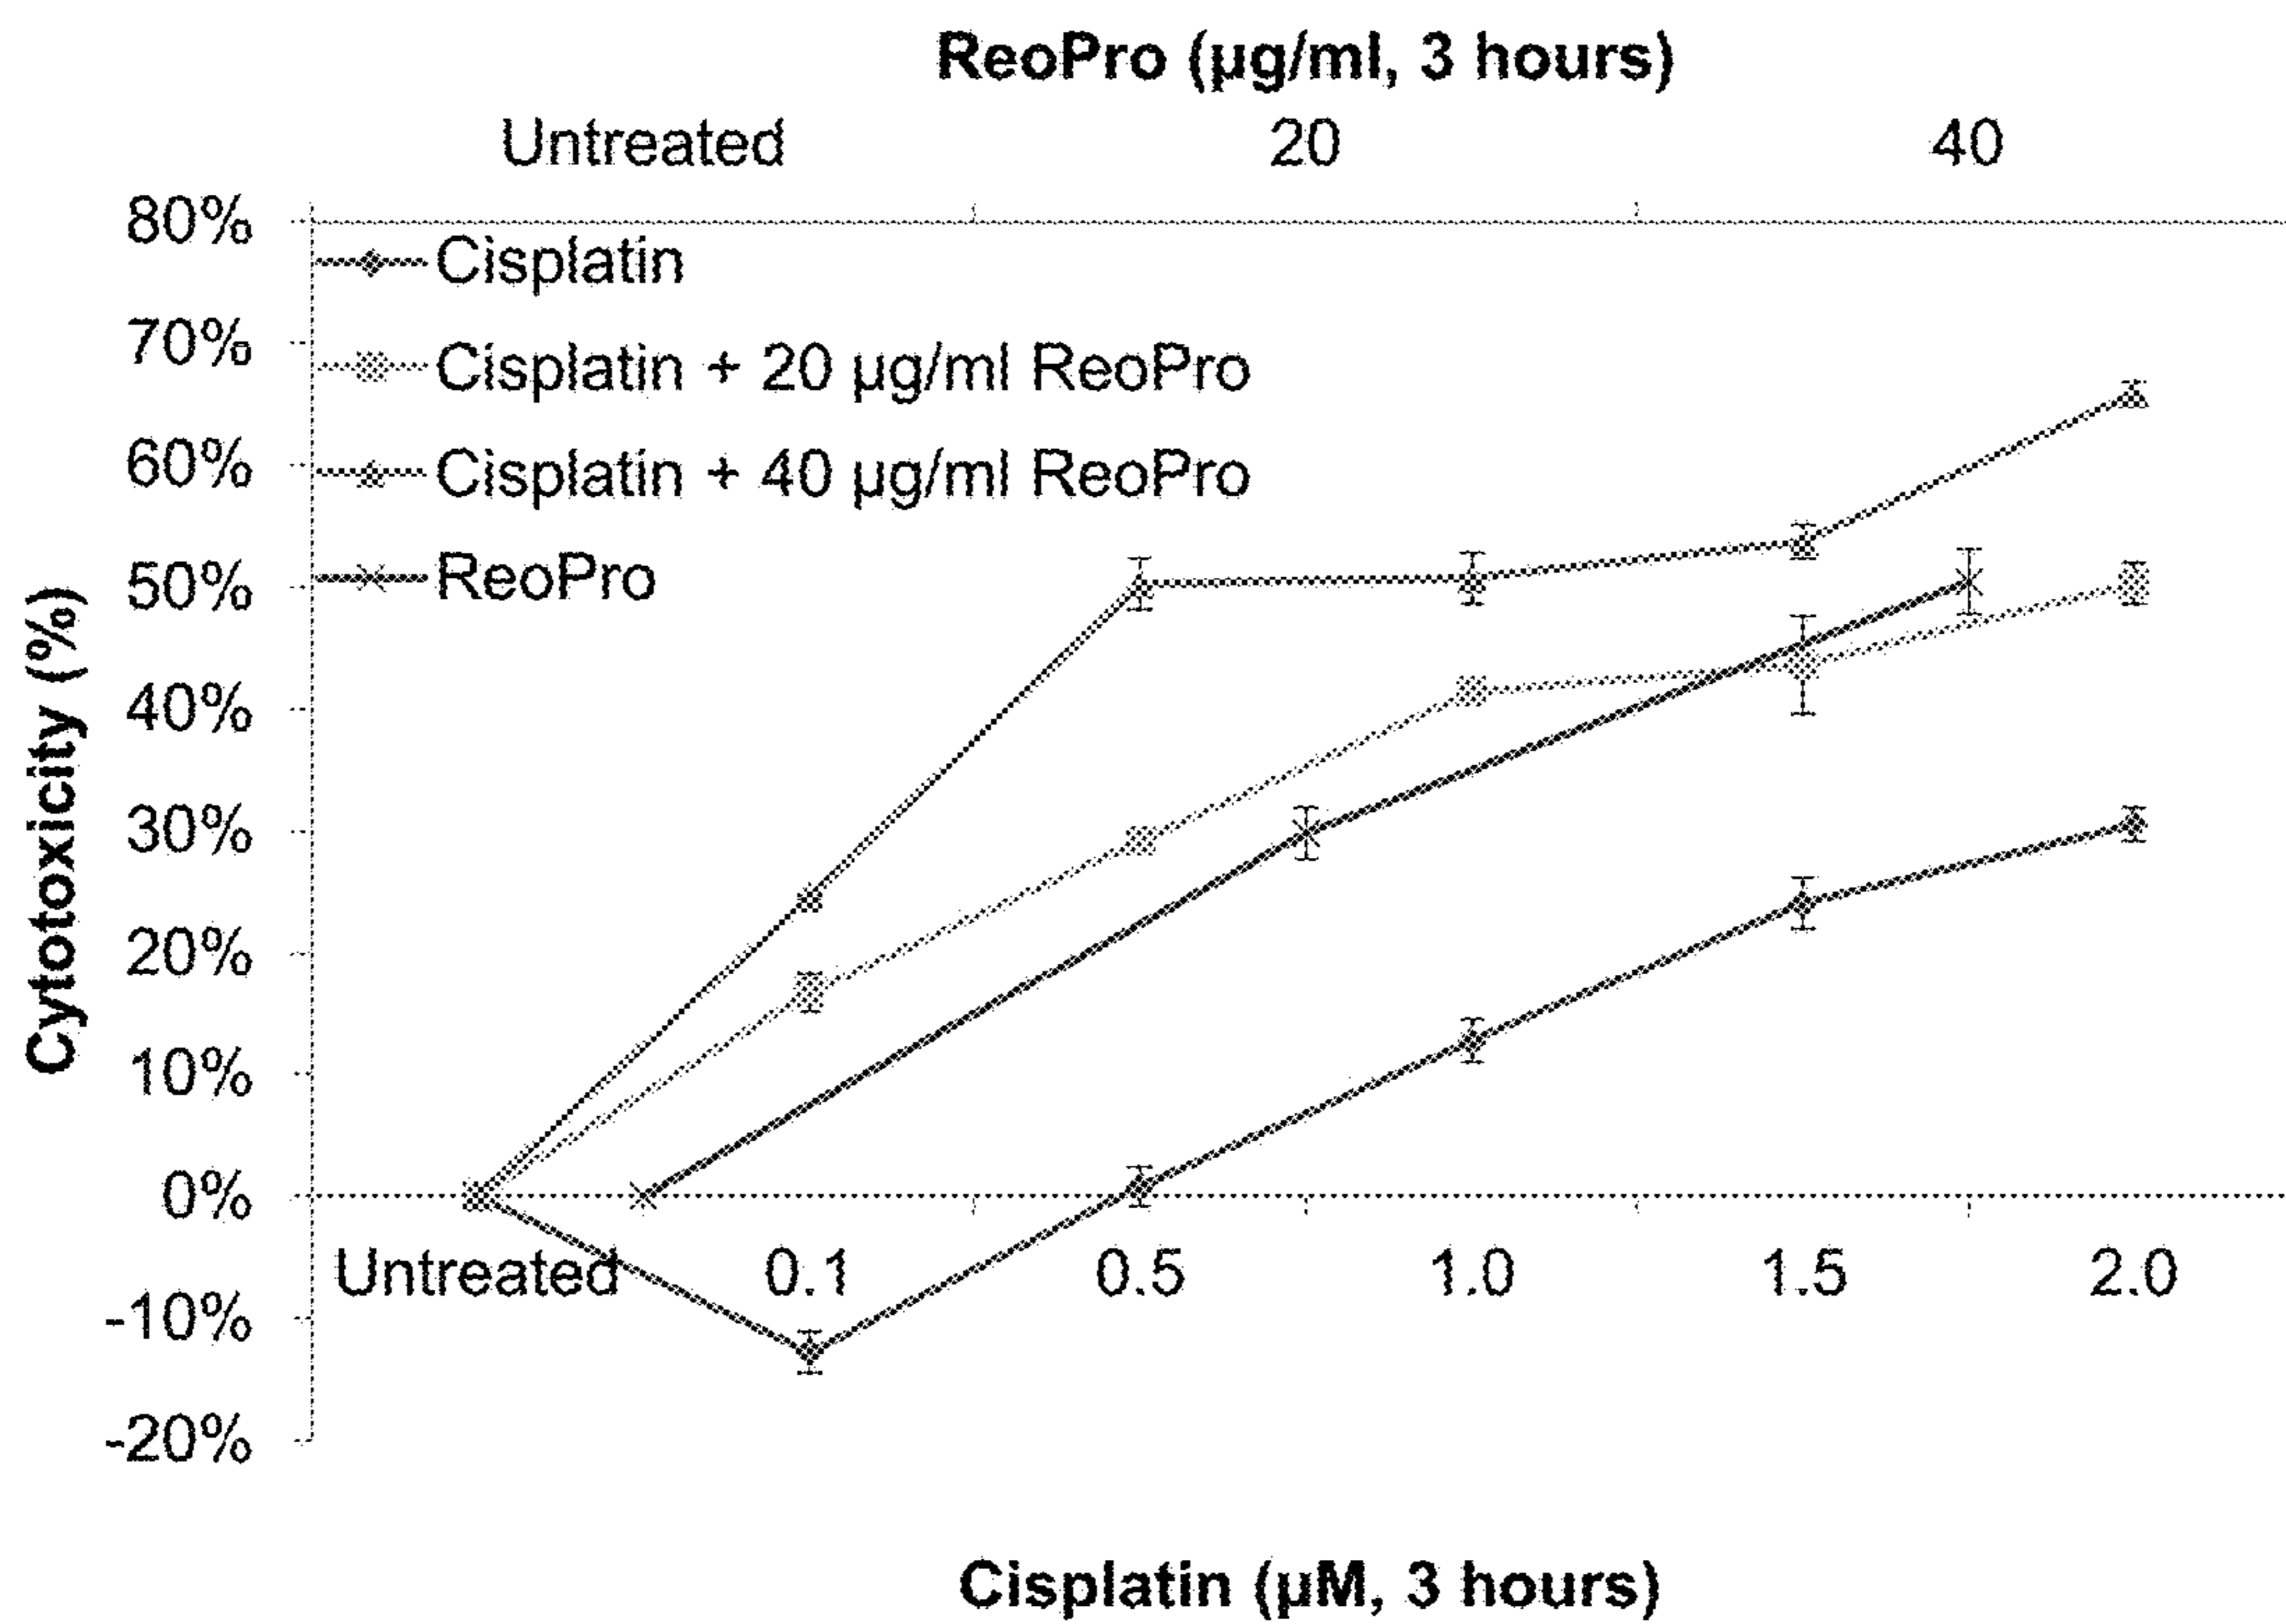 ReoPro (µg/ml, 3 hours)
Untreated 20 40
80%
Cisplatin
70%
Cisplatin + 20 µg/ml ReoPro
60%
Cisplatin + 40 µg/ml ReoPro
50%
ReoPro
40%
30%
20%
10%
0%
Untreated 0.1 0.5 1.0 1.5 2.0
-10%
-20%
Cytotoxicity (%)
Cisplatin (µM, 3 hours)